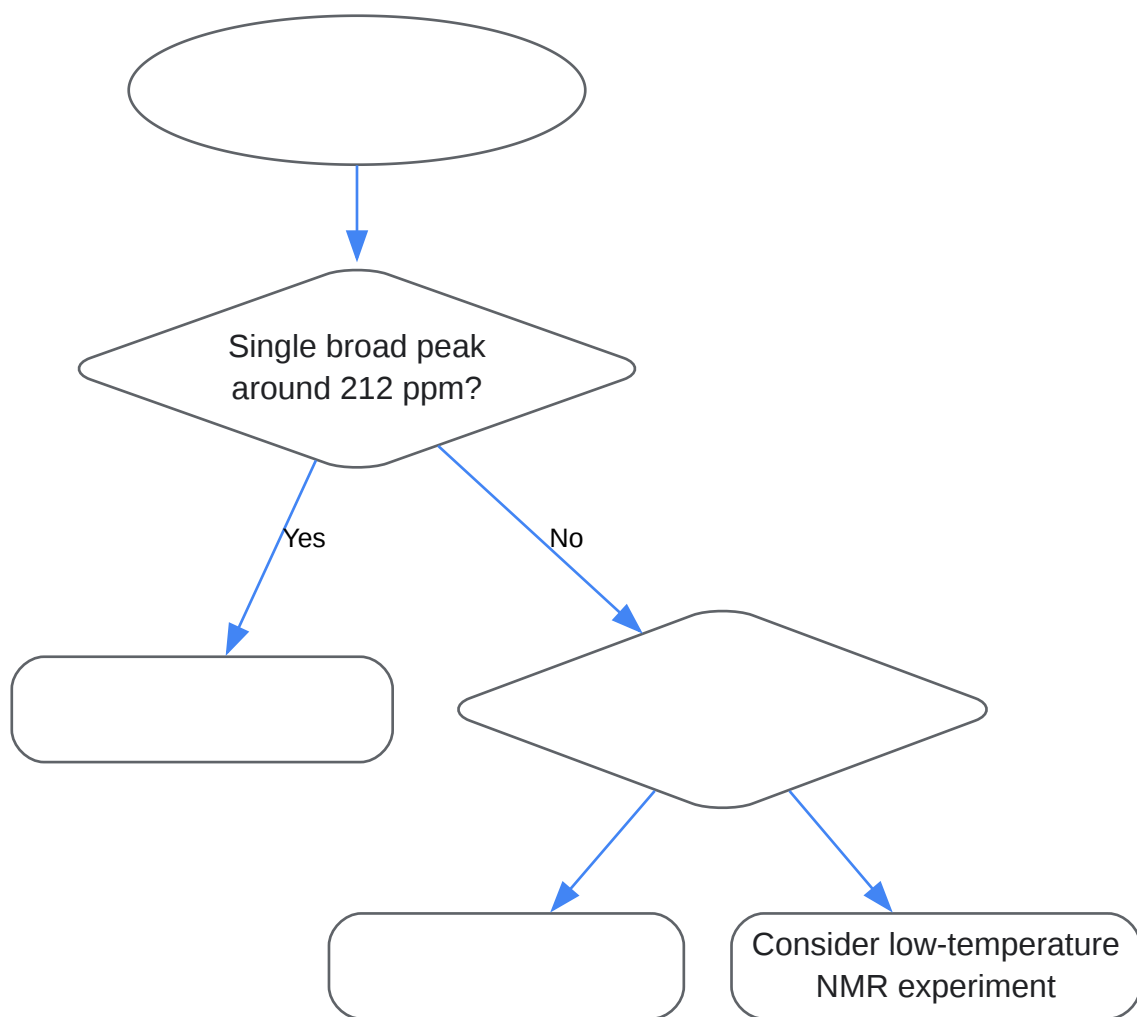 Single broad peak
around 212 ppm?
Yes
No
Consider low-temperature
NMR experiment